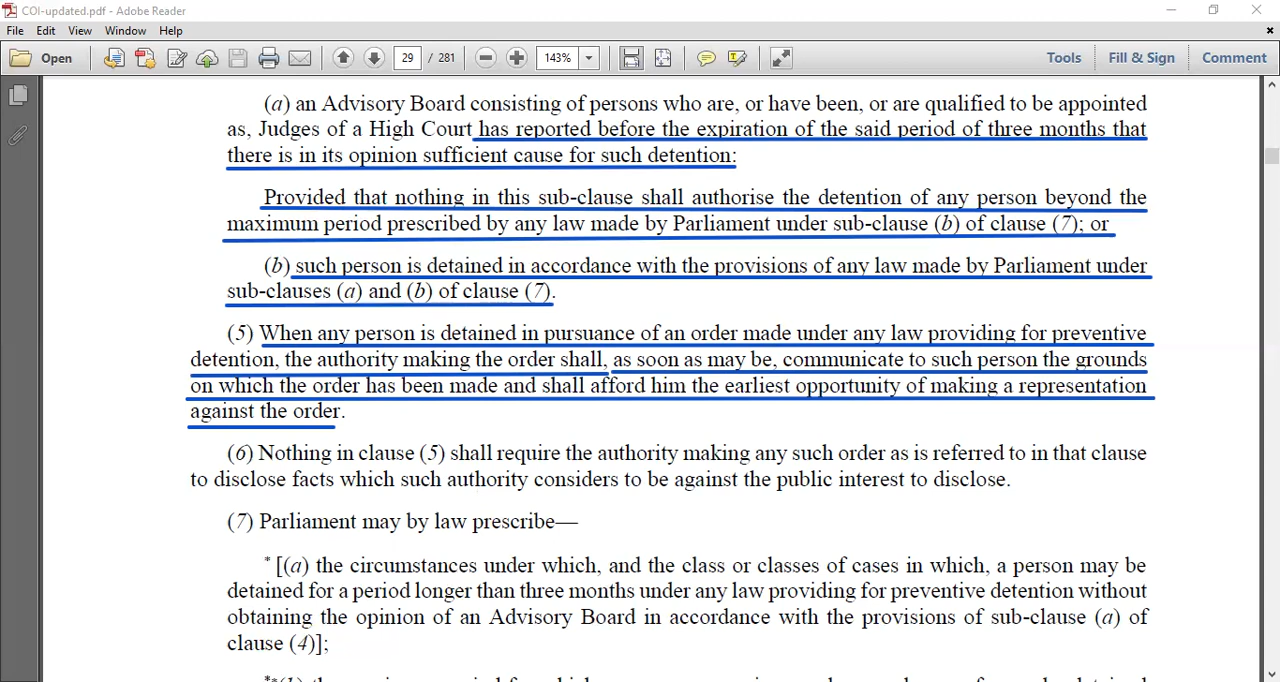 COI-updated.pdf - Adobe Reader
File Edit View Window Help
Open 29 / 281 143% Tools Fill & Sign Comment
(a) an Advisory Board consisting of persons who are, or have been, or are qualified to be appointed
as, Judges of a High Court has reported before the expiration of the said period of three months that
there is in its opinion sufficient cause for such detention:
Provided that nothing in this sub-clause shall authorise the detention of any person beyond the
maximum period prescribed by any law made by Parliament under sub-clause (b) of clause (7); or
(b) such person is detained in accordance with the provisions of any law made by Parliament under
sub-clauses (a) and (b) of clause (7).
(5) When any person is detained in pursuance of an order made under any law providing for preventive
detention, the authority making the order shall, as soon as may be, communicate to such person the grounds
on which the order has been made and shall afford him the earliest opportunity of making a representation
against the order.
(6) Nothing in clause (5) shall require the authority making any such order as is referred to in that clause
to disclose facts which such authority considers to be against the public interest to disclose.
(7) Parliament may by law prescribe—
* [(a) the circumstances under which, and the class or classes of cases in which, a person may be
detained for a period longer than three months under any law providing for preventive detention without
obtaining the opinion of an Advisory Board in accordance with the provisions of sub-clause (a) of
clause (4)];